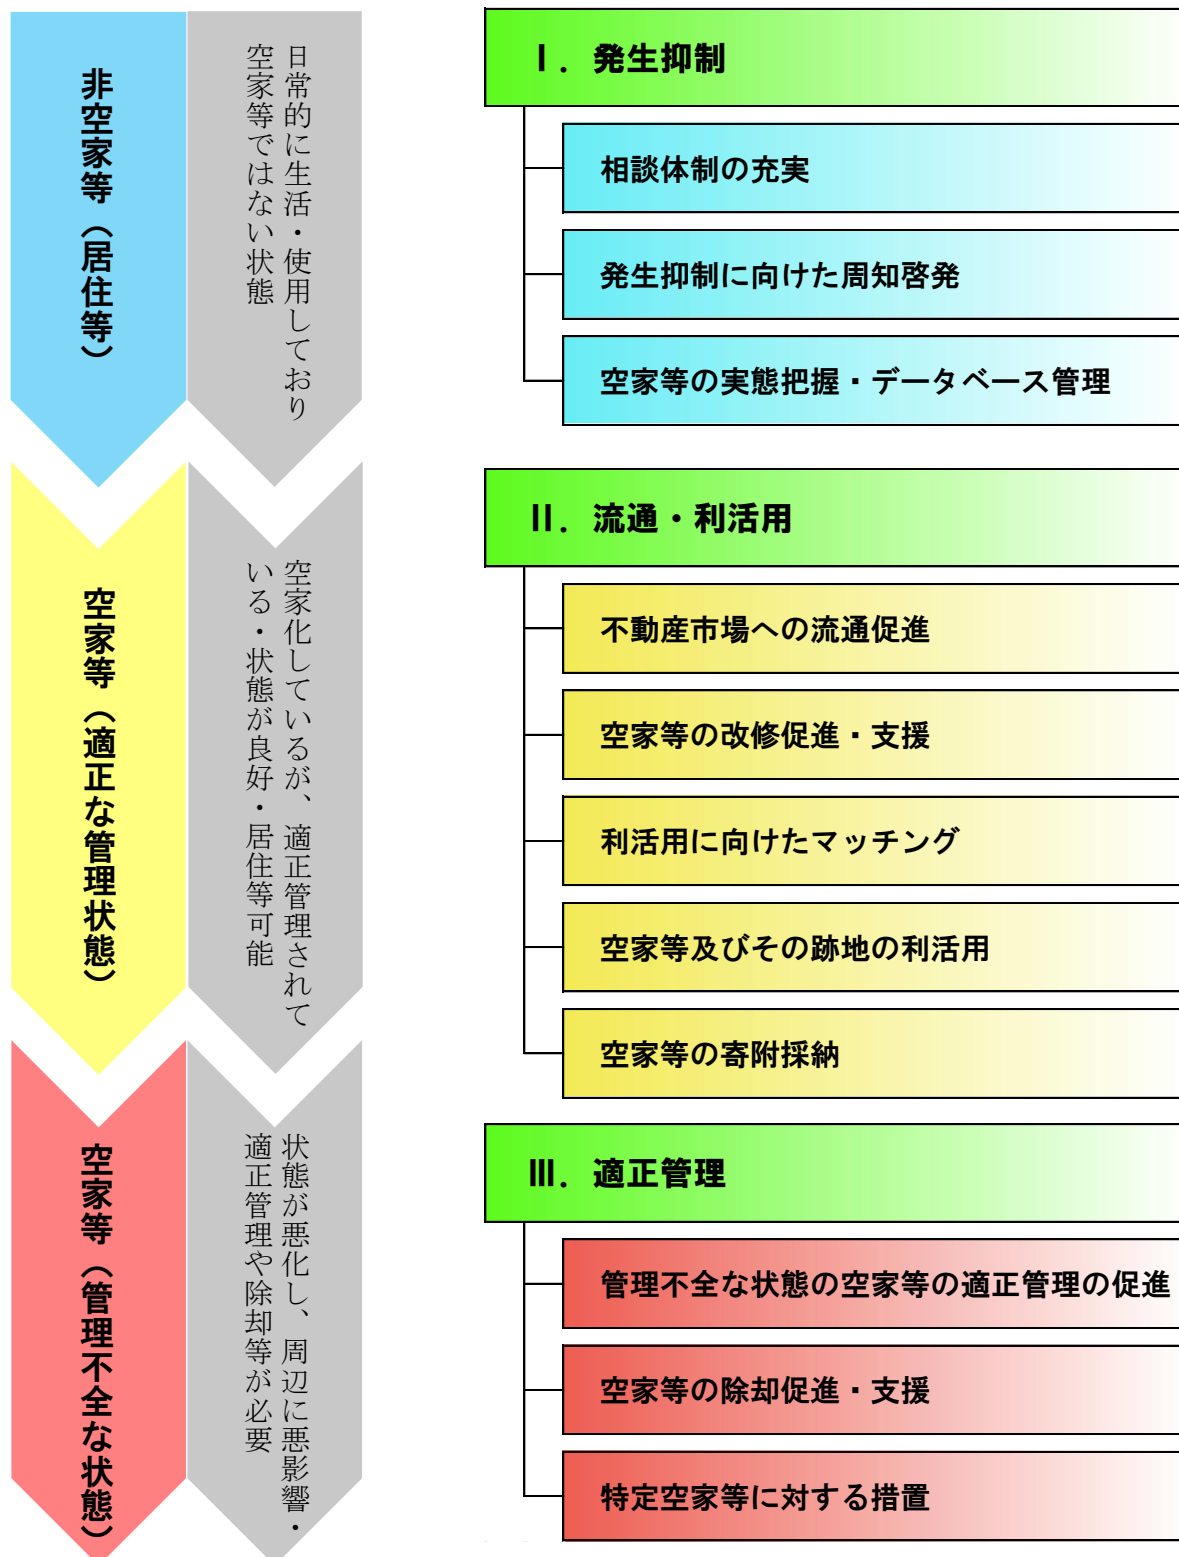 非空家等（居住等）
日常的に生活・使用しており
空家等ではない状態
Ⅰ．発生抑制
相談体制の充実
発生抑制に向けた周知啓発
空家等の実態把握・データベース管理
空家等（適正な管理状態）
空家化しているが、適正管理されて
いる・状態が良好・居住等可能
Ⅱ．流通・利活用
不動産市場への流通促進
空家等の改修促進・支援
利活用に向けたマッチング
空家等及びその跡地の利活用
空家等の寄附採納
空家等（管理不全な状態）
状態が悪化し、周辺に悪影響・
適正管理や除却等が必要
Ⅲ．適正管理
管理不全な状態の空家等の適正管理の促進
空家等の除却促進・支援
特定空家等に対する措置